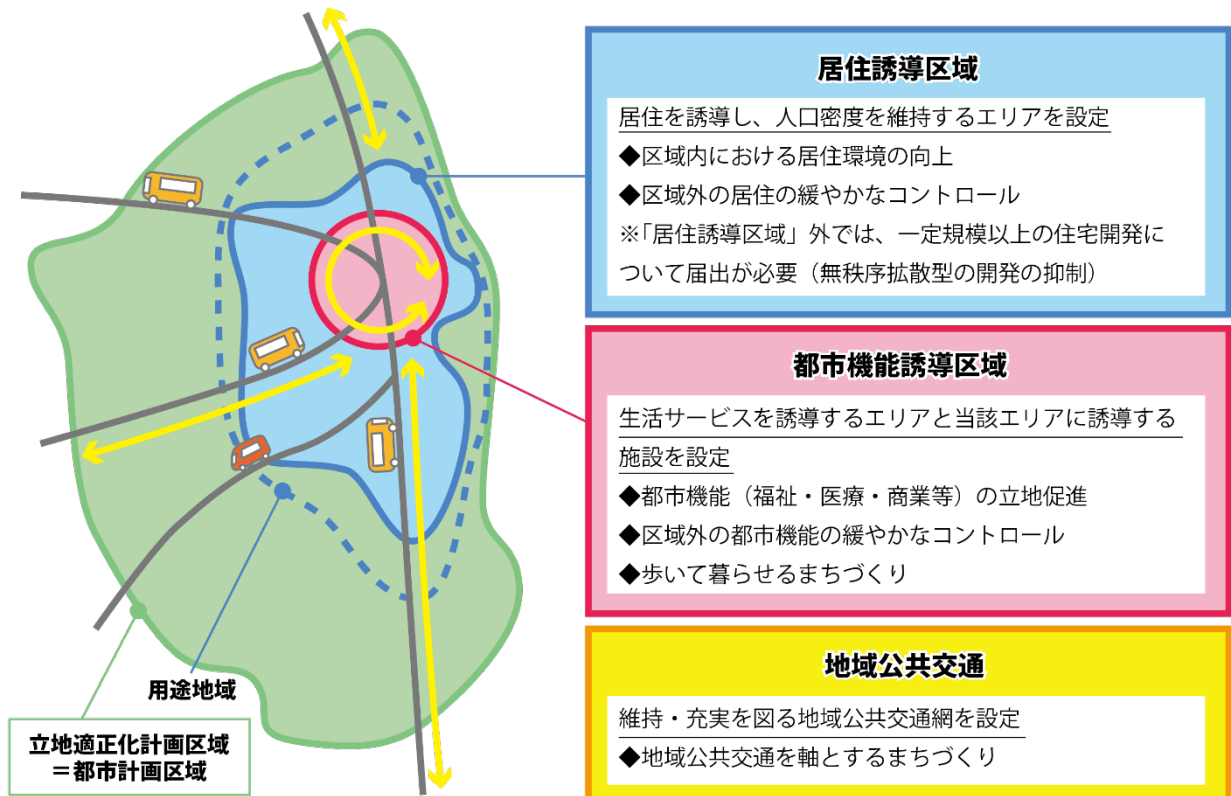 居住誘導区域
居住を誘導し、人口密度を維持するエリアを設定
◆区域内における居住環境の向上
◆区域外の居住の緩やかなコントロール
※「居住誘導区域」外では、一定規模以上の住宅開発に
ついて届出が必要（無秩序拡散型の開発の抑制）
都市機能誘導区域
生活サービスを誘導するエリアと当該エリアに誘導する
施設を設定
◆都市機能（福祉・医療・商業等）の立地促進
◆区域外の都市機能の緩やかなコントロール
◆歩いて暮らせるまちづくり
地域公共交通
維持・充実を図る地域公共交通網を設定
◆地域公共交通を軸とするまちづくり
用途地域
立地適正化計画区域
＝都市計画区域